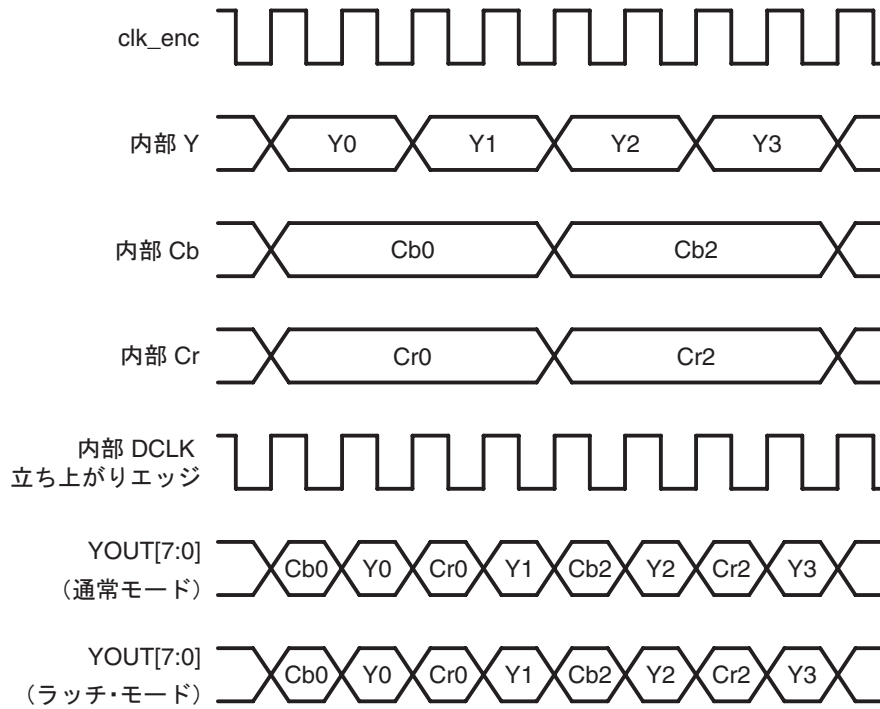 clk_enc
内部 Y
Y0 Y1 Y2 Y3
内部 Cb
Cb0 Cb2
内部 Cr
Cr0 Cr2
内部 DCLK
立ち上がりエッジ
YOUT[7:0]
（通常モード）
Cb0 Y0 Cr0 Y1 Cb2 Y2 Cr2 Y3
YOUT[7:0]
（ラッチ・モード）
Cb0 Y0 Cr0 Y1 Cb2 Y2 Cr2 Y3